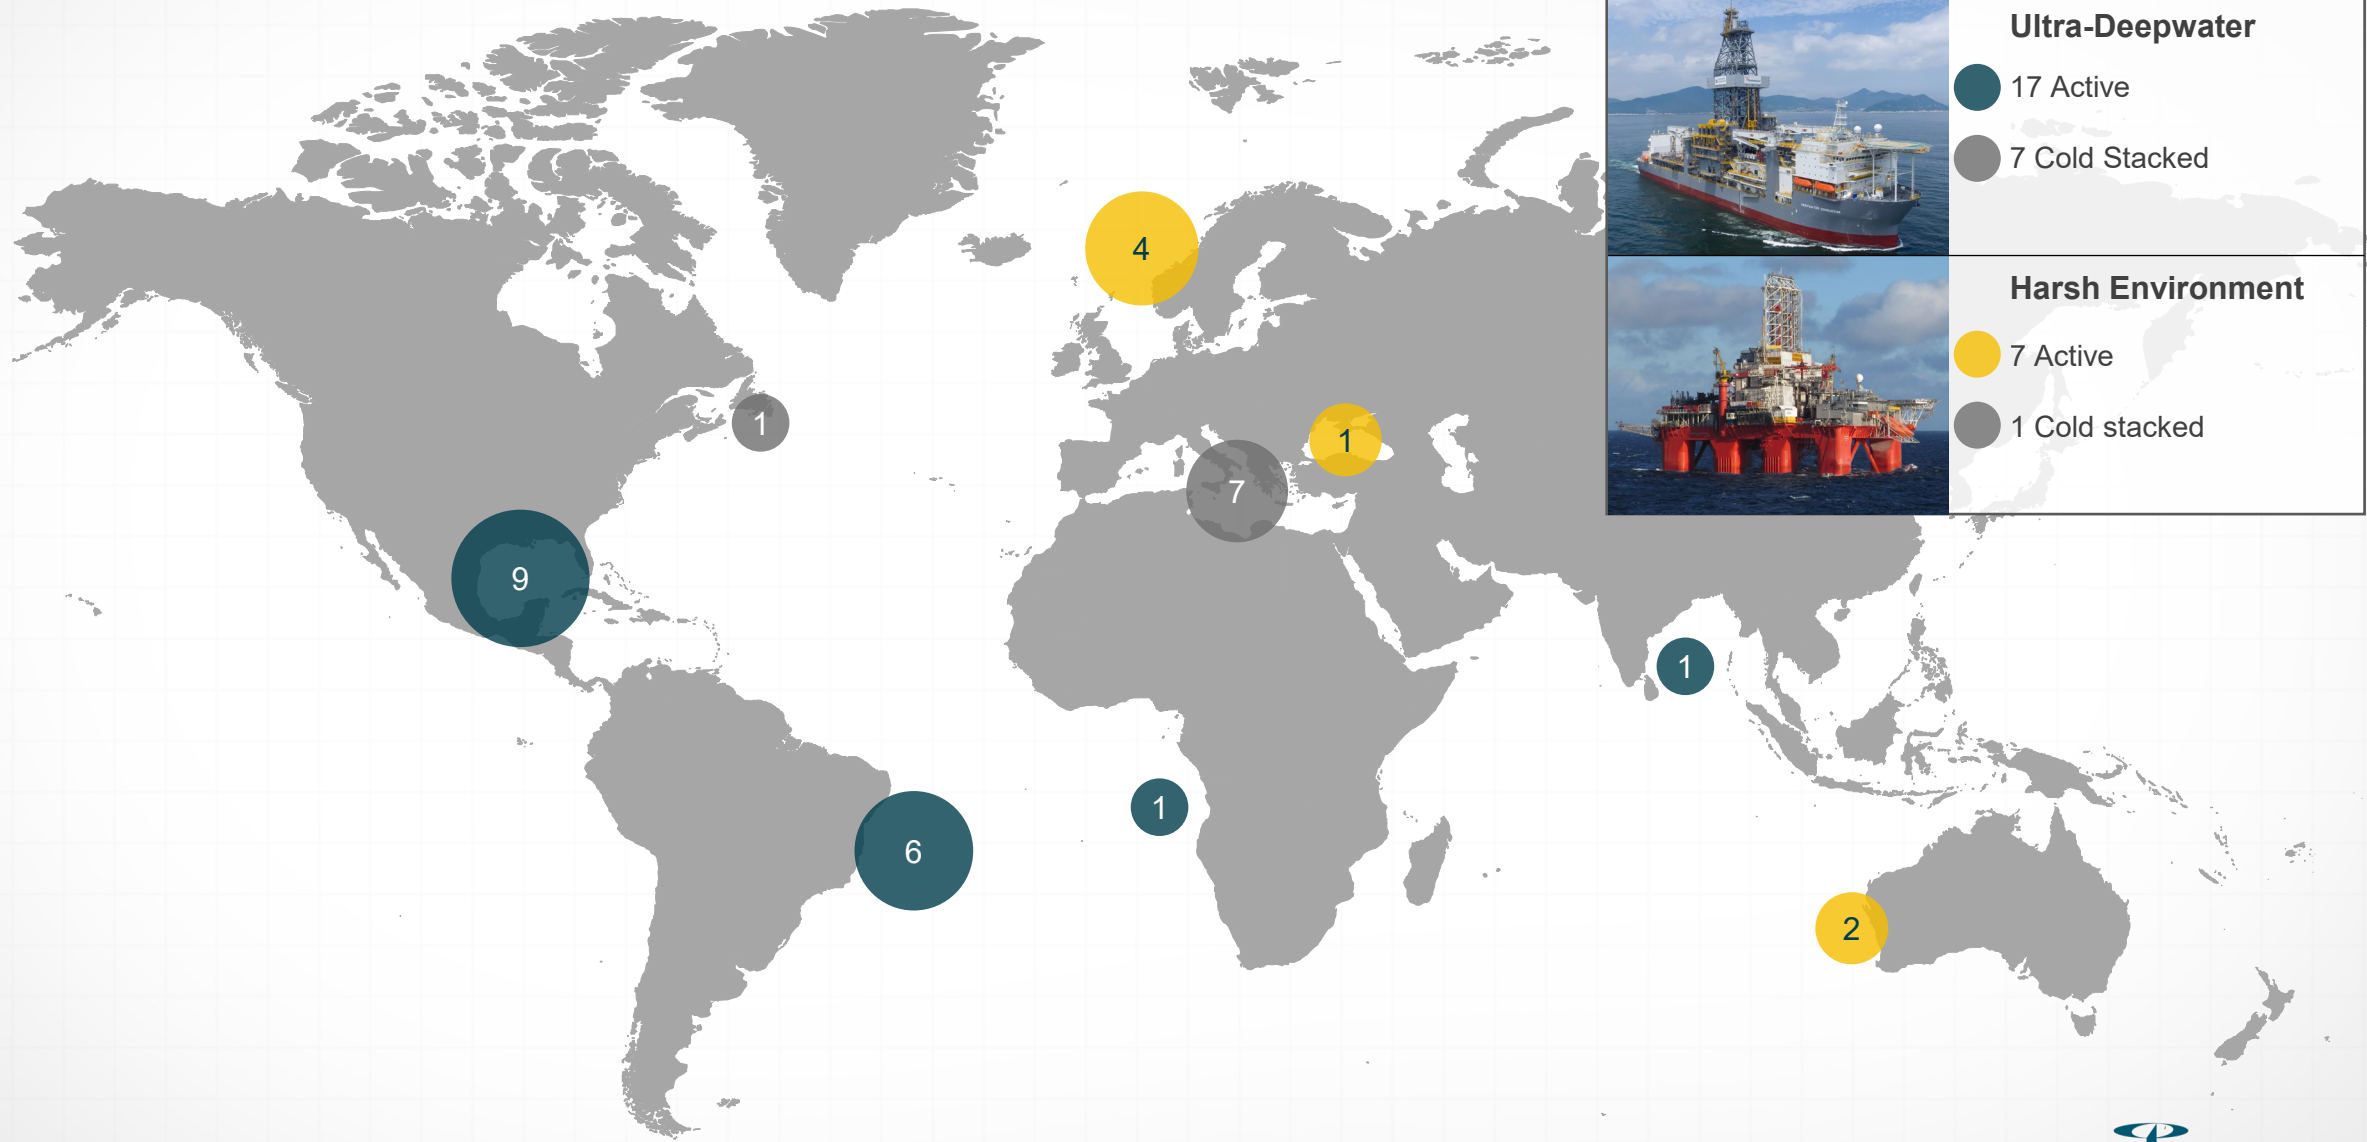 Ultra-Deepwater
17 Active
7 Cold Stacked
Harsh Environment
7 Active
1 Cold stacked
4
1
1
7
9
1
1
6
2